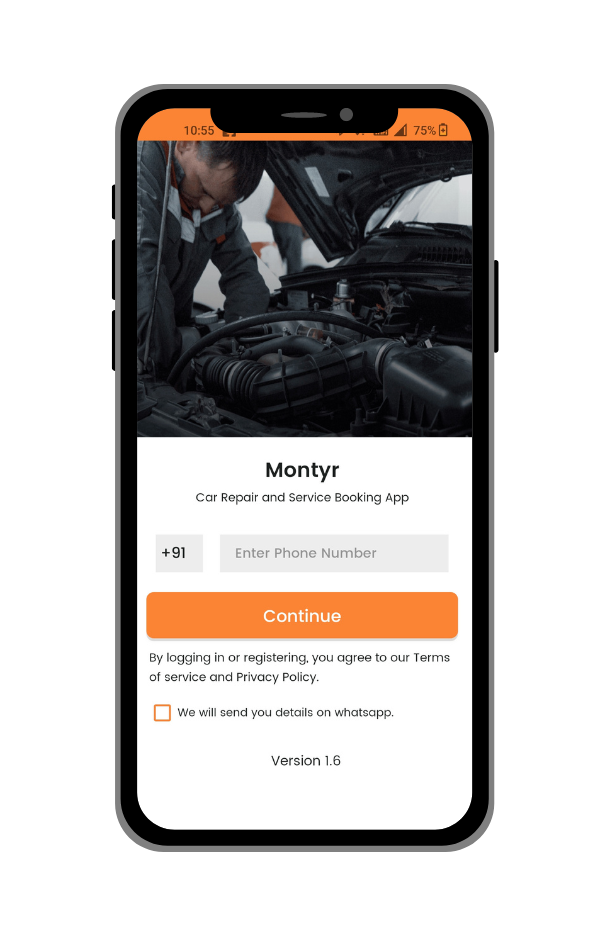 10:55
75%
Montyr
Car Repair and Service Booking App
+91
Enter Phone Number
Continue
By logging in or registering, you agree to our Terms
of service and Privacy Policy.
We will send you details on whatsapp.
Version 1.6